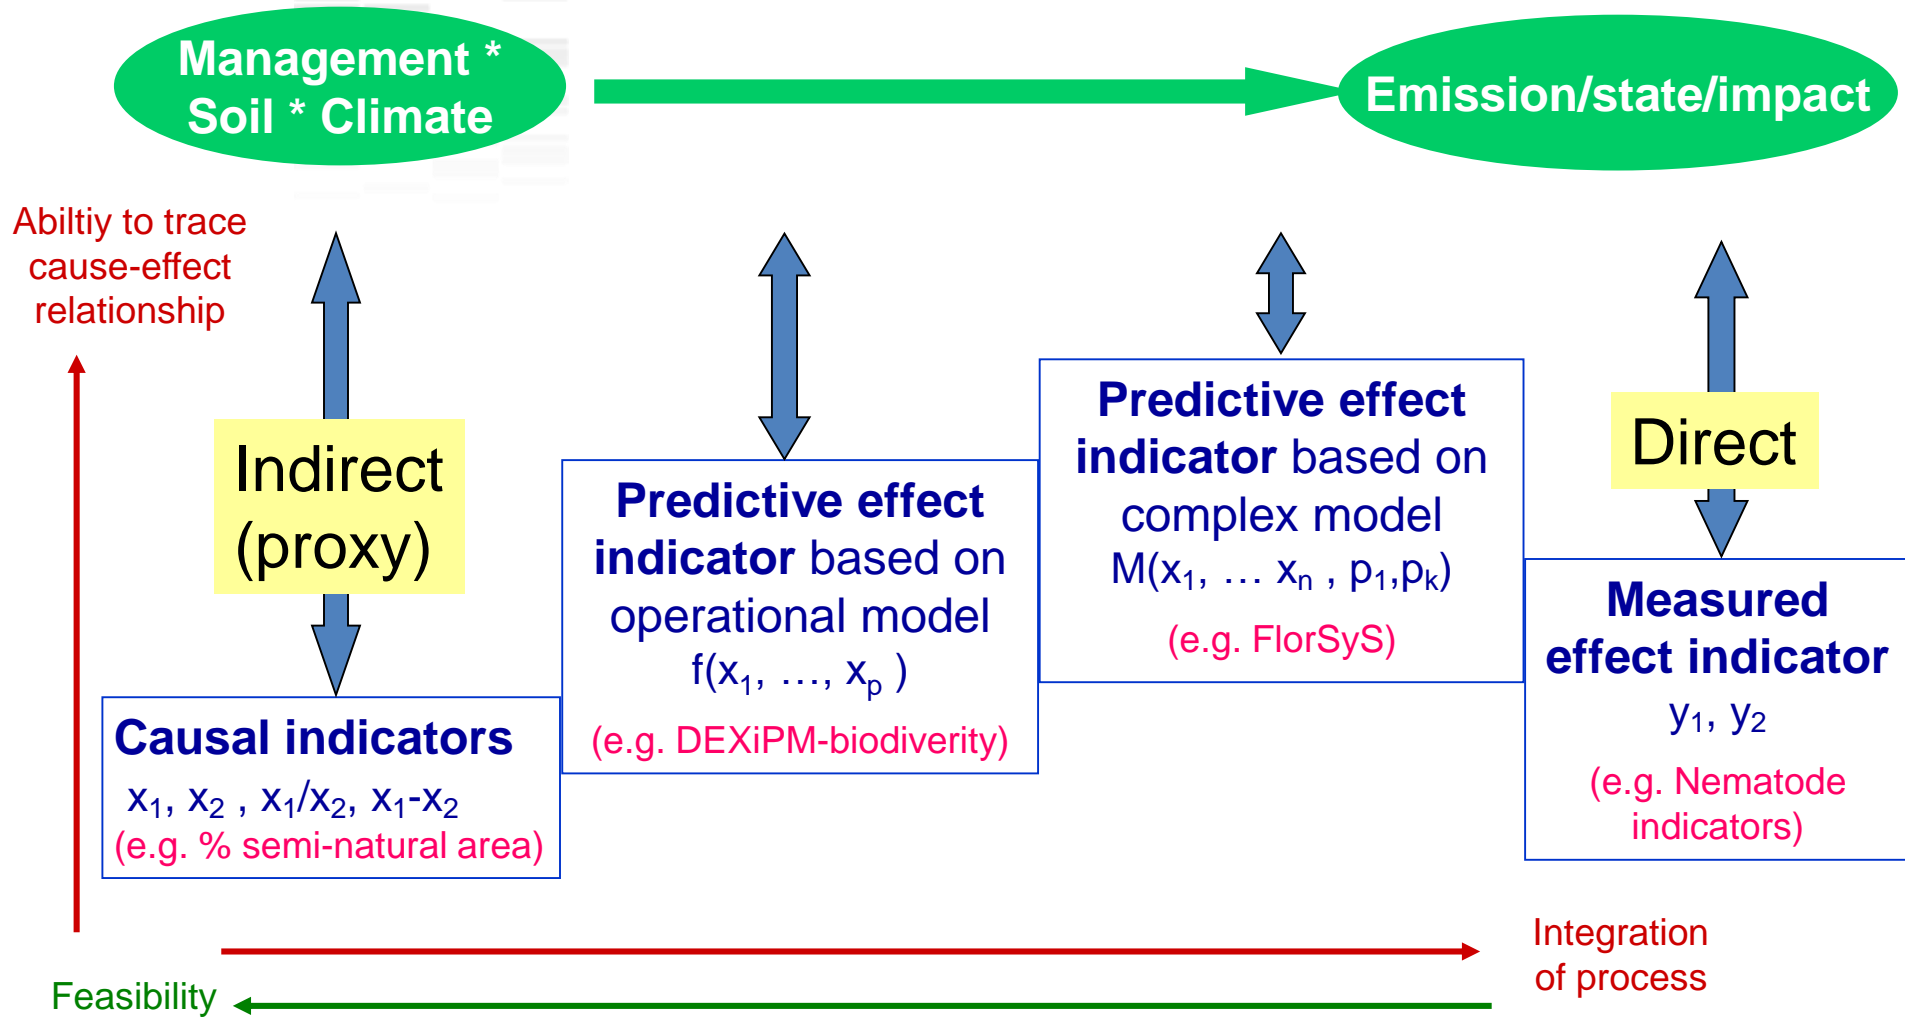 Management *
Soil * Climate
Emission/state/impact
Abiltiy to trace
cause-effect
relationship
Indirect
(proxy)
Causal indicators
x₁, x₂ , x₁/x₂, x₁-x₂
(e.g. % semi-natural area)
Predictive effect
indicator based on
operational model
f(x₁, …, xₚ )
(e.g. DEXiPM-biodiverity)
Predictive effect
indicator based on
complex model
M(x₁, … xₙ , p₁,pₖ)
(e.g. FlorSyS)
Direct
Measured
effect indicator
y₁, y₂
(e.g. Nematode
indicators)
Integration
of process
Feasibility